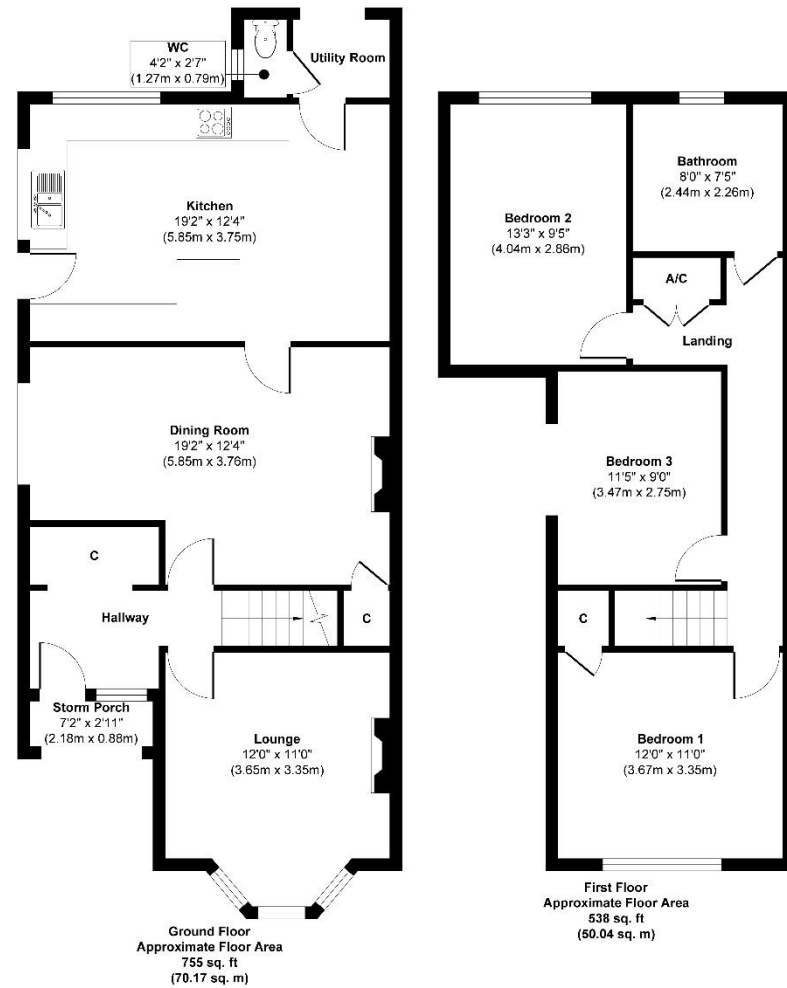 WC
4'2" x 2'7"
(1.27m x 0.79m)
Utility Room
Kitchen
19'2" x 12'4"
(5.85m x 3.75m)
Dining Room
19'2" x 12'4"
(5.85m x 3.76m)
C
Hallway
C
Storm Porch
7'2" x 2'11"
(2.18m x 0.88m)
Lounge
12'0" x 11'0"
(3.65m x 3.35m)
Ground Floor
Approximate Floor Area
755 sq. ft
(70.17 sq. m)
Bedroom 2
13'3" x 9'5"
(4.04m x 2.86m)
Bathroom
8'0" x 7'5"
(2.44m x 2.26m)
A/C
Landing
Bedroom 3
11'5" x 9'0"
(3.47m x 2.75m)
C
Bedroom 1
12'0" x 11'0"
(3.67m x 3.35m)
First Floor
Approximate Floor Area
538 sq. ft
(50.04 sq. m)